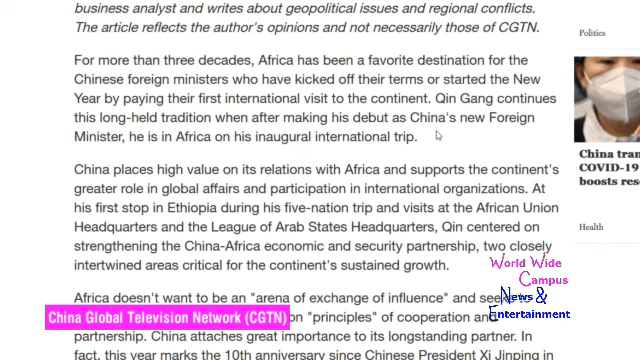 business analyst and writes about geopolitical issues and regional conflicts.
The article reflects the author's opinions and not necessarily those of CGTN.
For more than three decades, Africa has been a favorite destination for the
Chinese foreign ministers who have kicked off their terms or started the New
Year by paying their first international visit to the continent. Qin Gang continues
this long-held tradition when after making his debut as China's new Foreign
Minister, he is in Africa on his inaugural international trip.
China places high value on its relations with Africa and supports the continent's
greater role in global affairs and participation in international organizations. At
his first stop in Ethiopia during his five-nation trip and visits at the African Union
Headquarters and the League of Arab States Headquarters, Qin centered on
strengthening the China-Africa economic and security partnership, two closely
intertwined areas critical for the continent's sustained growth.
Africa doesn't want to be an "arena of exchange of influence" and
on "principles" of cooperation and
partnership. China attaches great importance to its longstanding partner. In
fact, this year marks the 10th anniversary since Chinese President Xi Jinping in
China Global Television Network (CGTN)
World Wide
Campus
News &
Entertainment
Politics
China tran
COVID-19
boosts res
Health